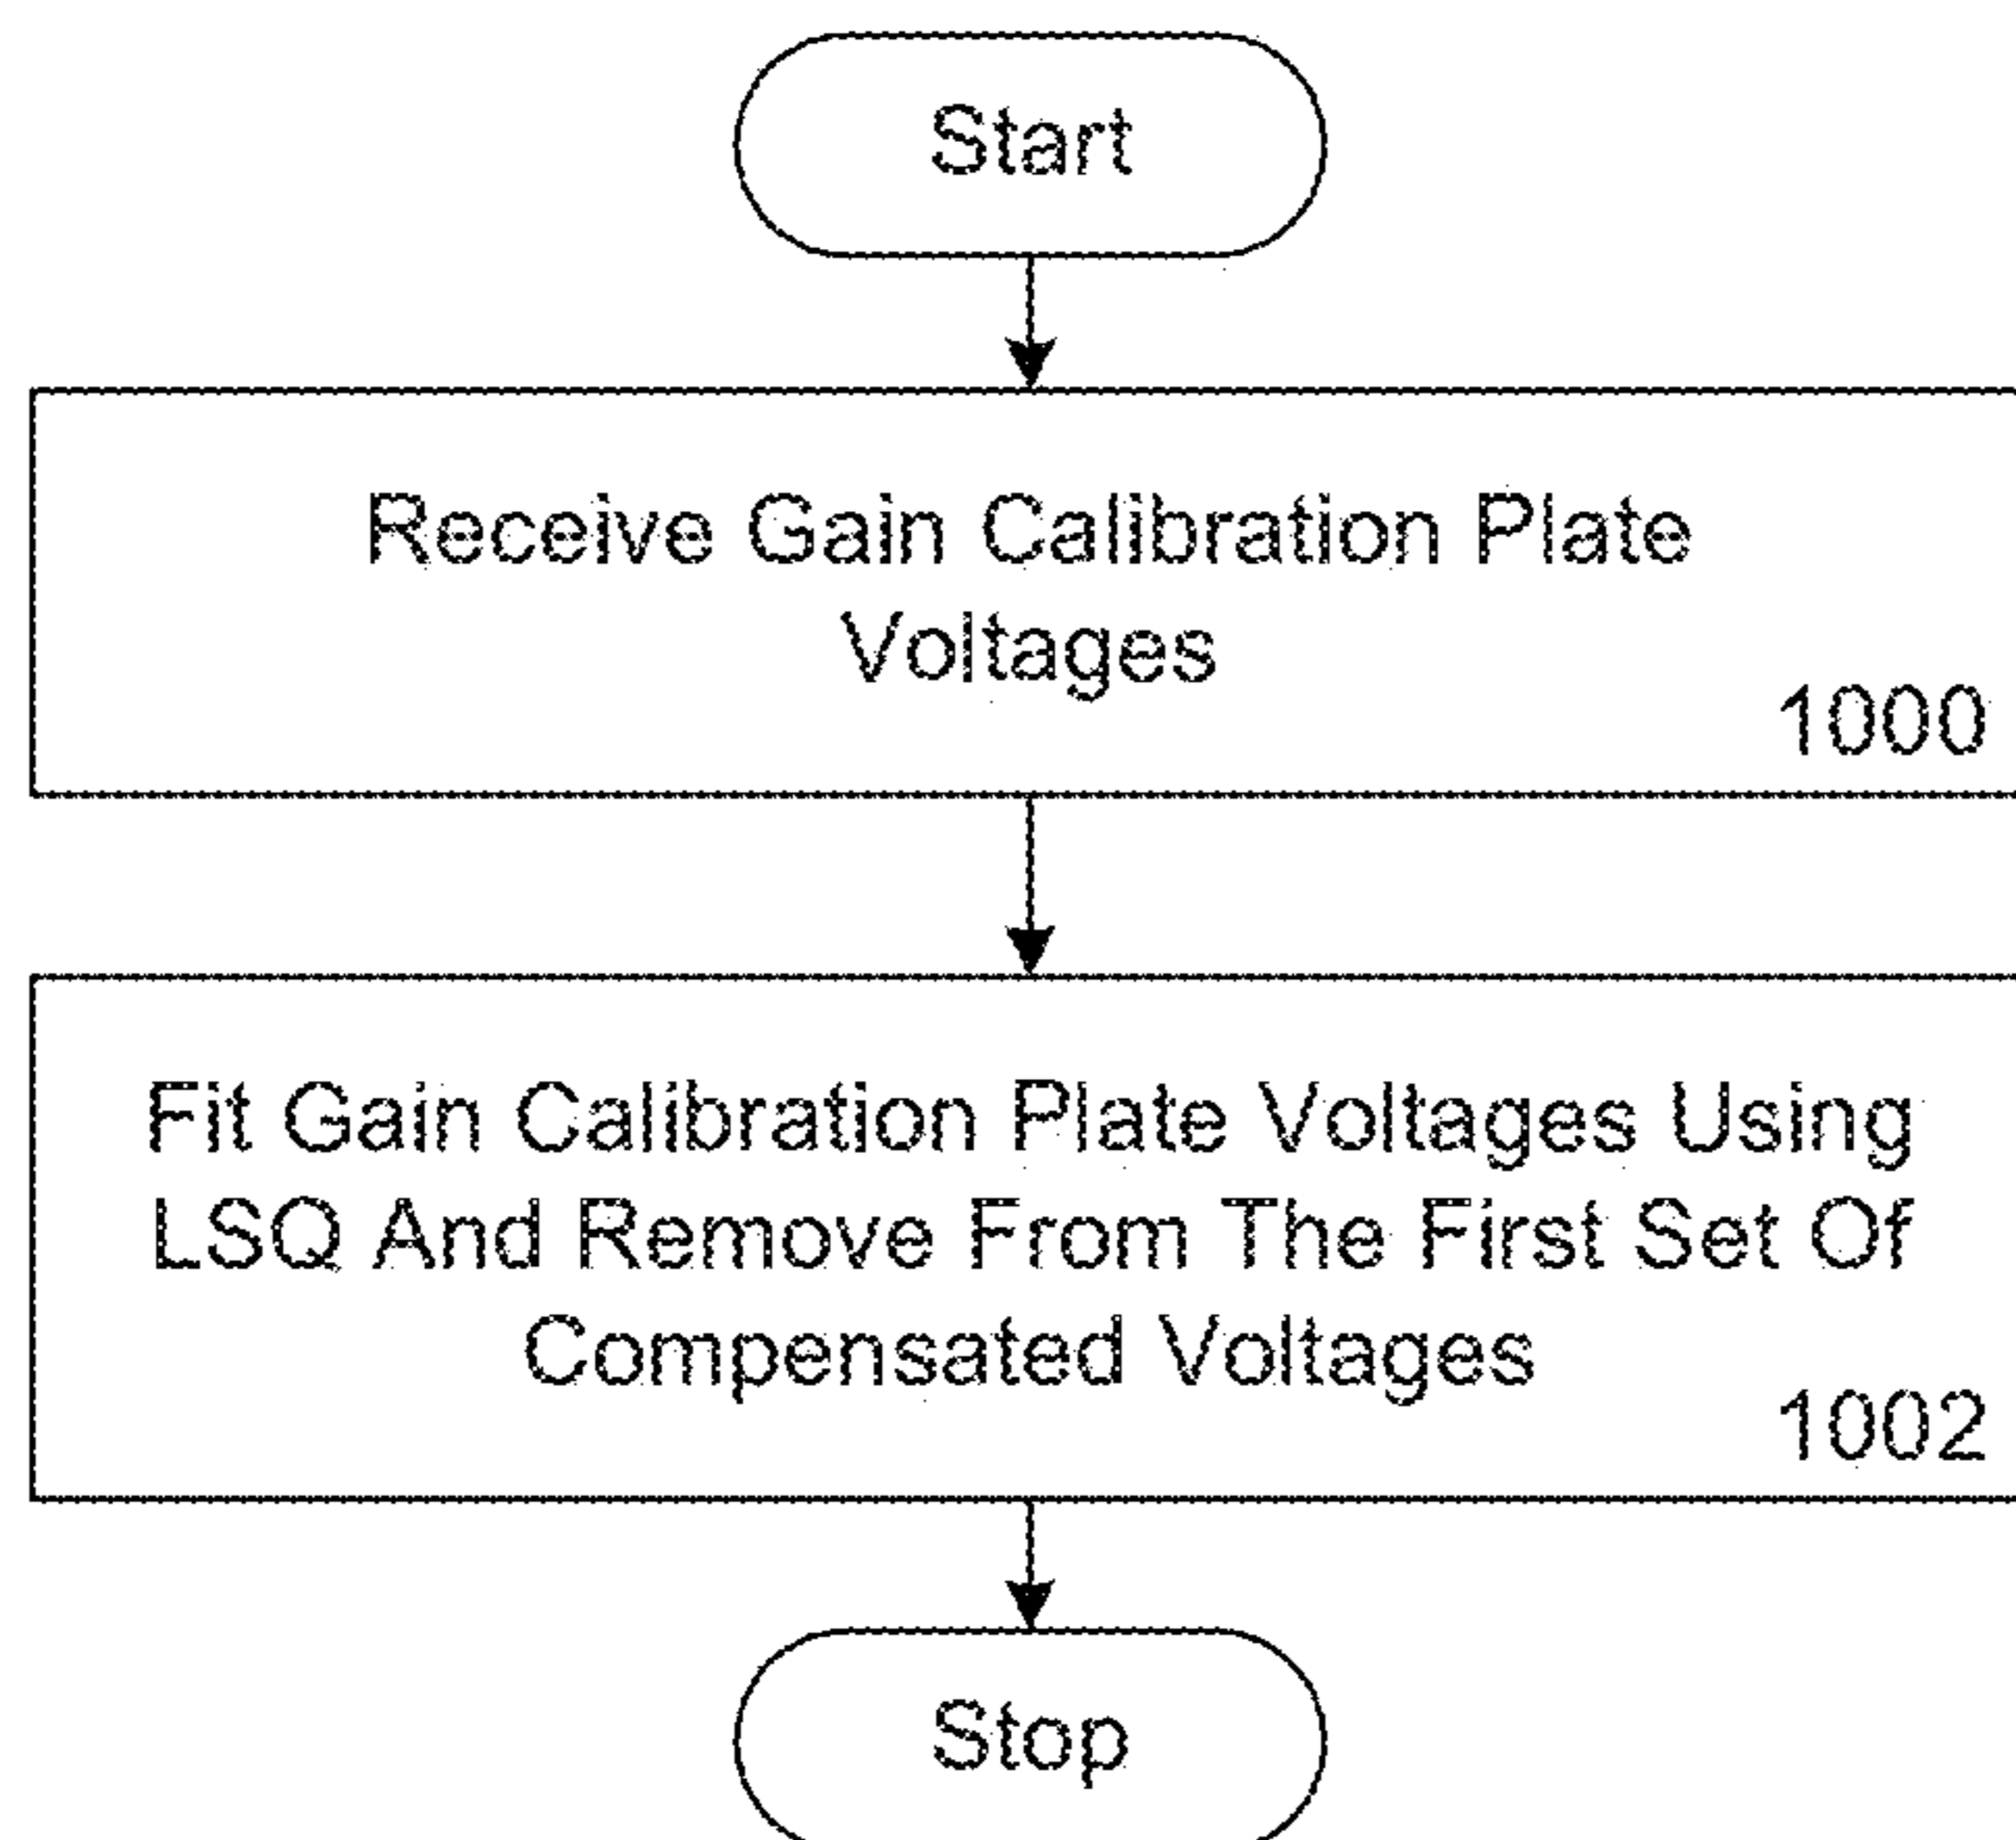 Start
Receive Gain Calibration Plate
Voltages
1000
Fit Gain Calibration Plate Voltages Using
LSQ And Remove From The First Set Of
Compensated Voltages
1002
Stop